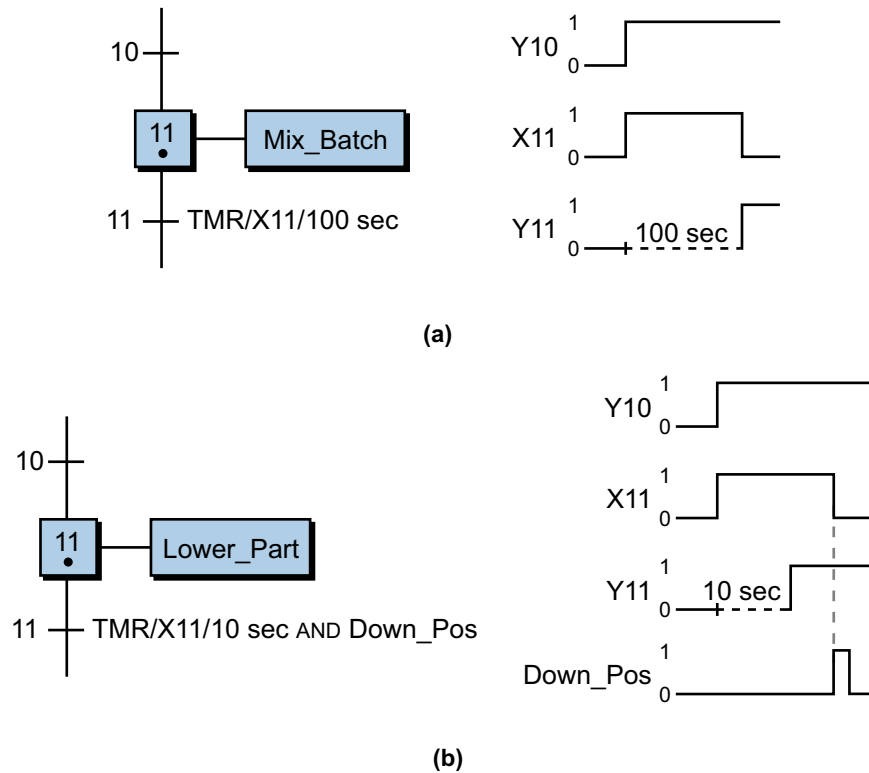 10
11
Mix_Batch
11 TMR/X11/100 sec
Y10 1 0
X11 1 0
Y11 1 0 100 sec
(a)
10
11
Lower_Part
11 TMR/X11/10 sec AND Down_Pos
Y10 1 0
X11 1 0
Y11 1 0 10 sec
Down_Pos 1 0
(b)